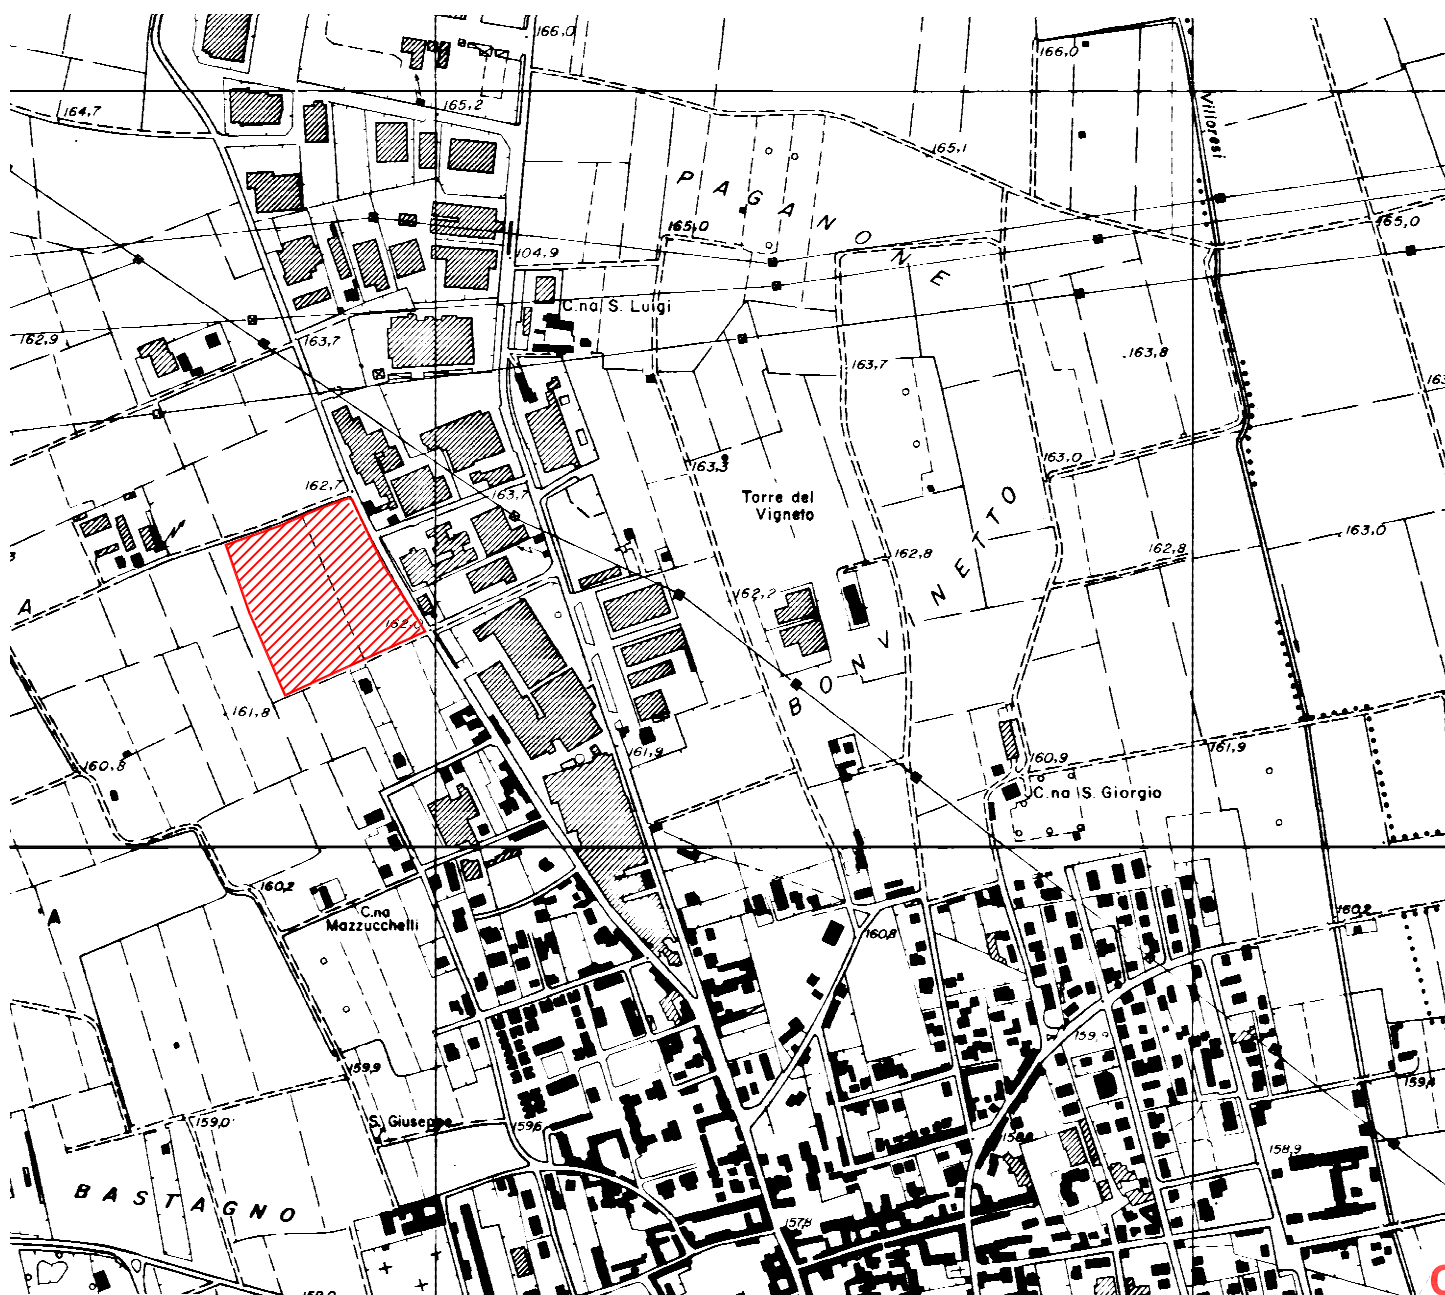 166,0
166,0
164,7
165,2
Villoresi
165,1
PAGANONE
165,0
165,0
104,9
C.na S. Luigi
162,9
163,7
163,8
163,7
163,0
163,3
162,7
163,7
Torre del
Vigneto
163,0
162,8
162,8
BONVINNETTO
162,2
A
162,0
161,8
161,9
161,9
160,8
160,9
C.na S. Giorgio
160,2
A
C.na
Mazzucchelli
160,2
160,8
159,9
159,9
159,4
159,0
S. Giuseppe
159,6
158,9
BASTAGNO
157,8